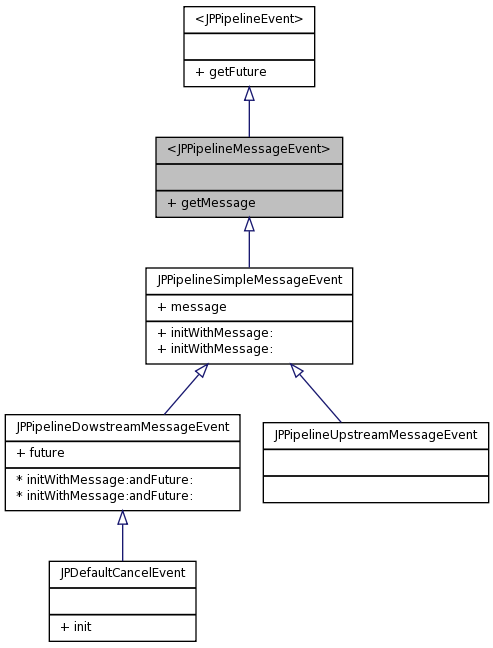 <JPPipelineEvent>
+ getFuture
<JPPipelineMessageEvent>
+ getMessage
JPPipelineSimpleMessageEvent
+ message
+ initWithMessage:
+ initWithMessage:
JPPipelineDowstreamMessageEvent
+ future
* initWithMessage:andFuture:
* initWithMessage:andFuture:
JPPipelineUpstreamMessageEvent
JPDefaultCancelEvent
+ init